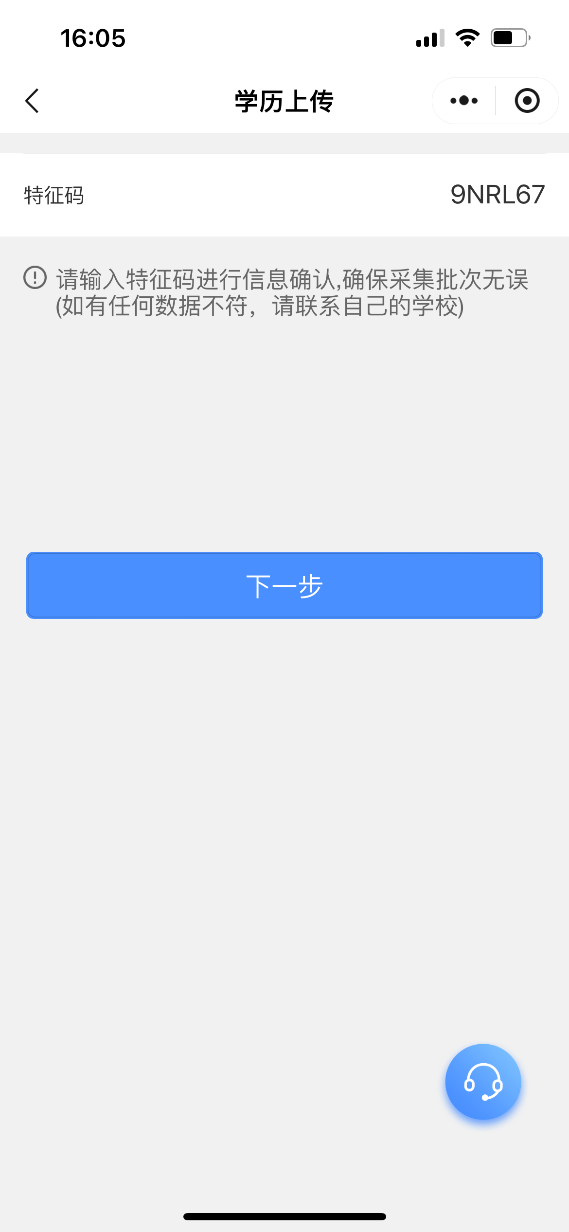 16:05
学历上传
特征码
9NRL67
请输入特征码进行信息确认,确保采集批次无误
(如有任何数据不符，请联系自己的学校)
下一步